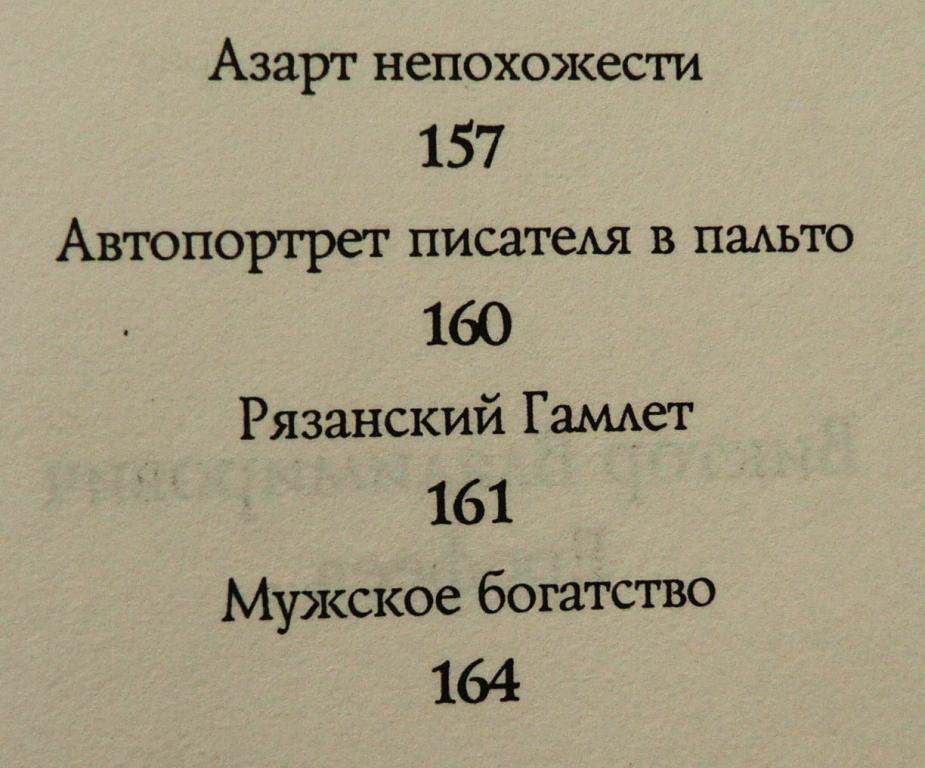 Азарт непохожести
157
Автопортрет писателя в пальто
160
Рязанский Гамлет
161
Мужское богатство
164